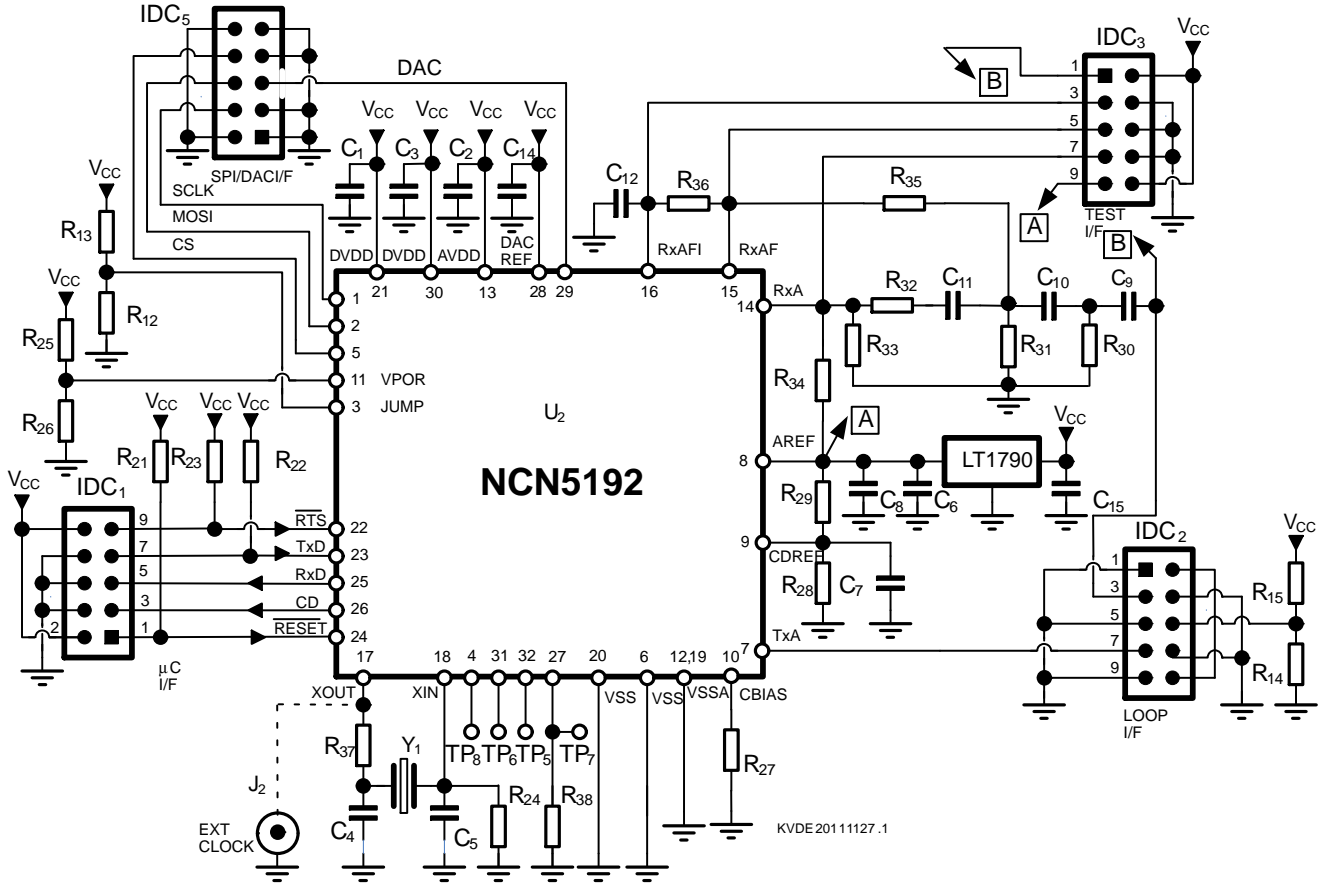 IDC5
SPI/DACI/F
DAC
SCLK
MOSI
CS
VCC
R13
R12
VCC
R25
R26
VCC
C1
VCC
C3
VCC
C2
VCC
C14
DVDD
DVDD
AVDD
DAC
REF
21
30
13
28
29
16
15
C12
R36
R35
RxAFI
RxAF
IDC3
VCC
1
3
5
7
9
TEST
I/F
B
A
B
1
2
5
11
3
VPOR
JUMP
U2
NCN5192
14
RxA
R32
C11
C10
C9
R33
R31
R30
R34
A
AREF
8
LT1790
VCC
R29
C8
C6
C15
9
CDREF
R28
C7
TxA
7
VCC
R21
VCC
R23
VCC
R22
VCC
IDC1
9
7
5
3
1
2
RTS
TxD
RxD
CD
RESET
22
23
25
26
24
µC
I/F
IDC2
1
3
5
7
9
LOOP
I/F
VCC
R15
R14
17
18
4
31
32
27
20
6
12,19
10
XOUT
XIN
VSS
VSS
VSSA
CBIAS
TP8
TP6
TP5
TP7
R37
Y1
R24
R38
R27
C4
C5
J2
EXT
CLOCK
KVDE20111127.1